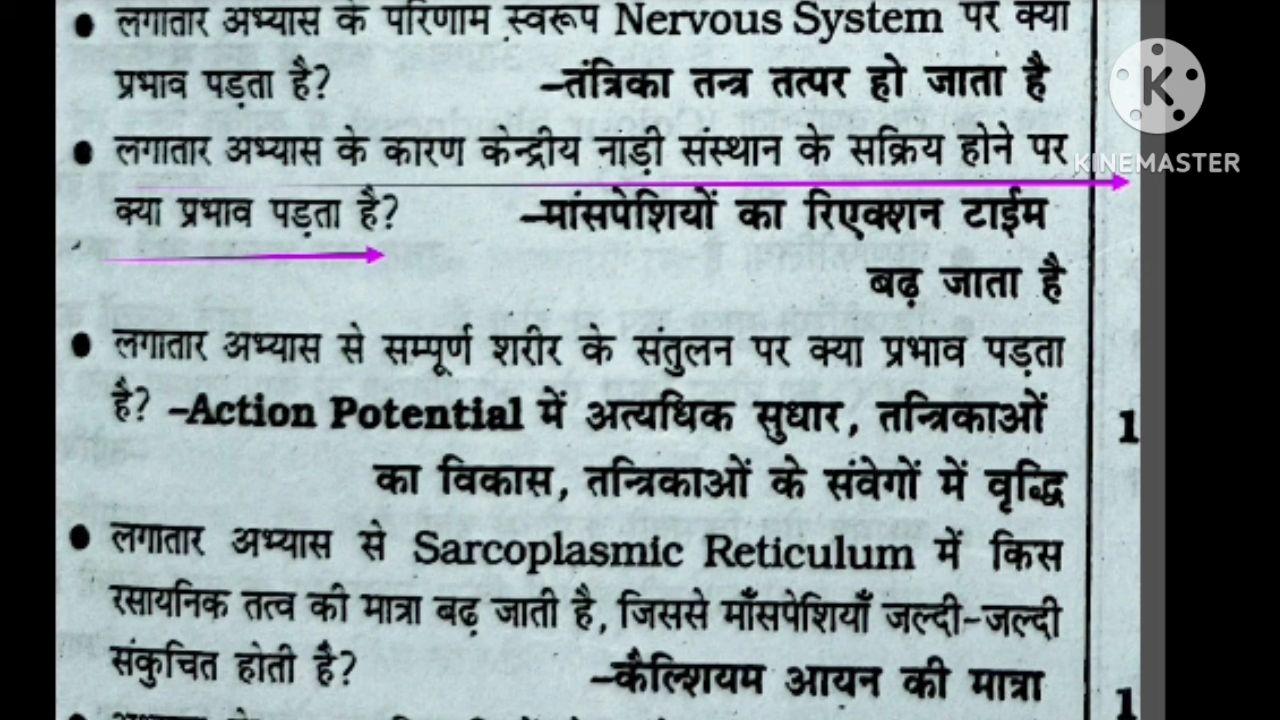 • लगातार अभ्यास के परिणाम स्वरूप Nervous System पर क्या
प्रभाव पड़ता है? –तंत्रिका तन्त्र तत्पर हो जाता है
• लगातार अभ्यास के कारण केन्द्रीय नाड़ी संस्थान के सक्रिय होने पर
क्या प्रभाव पड़ता है? –मांसपेशियों का रिएक्शन टाईम
बढ़ जाता है
• लगातार अभ्यास से सम्पूर्ण शरीर के संतुलन पर क्या प्रभाव पड़ता
है? –Action Potential में अत्यधिक सुधार, तन्त्रिकाओं
का विकास, तन्त्रिकाओं के संवेगों में वृद्धि
• लगातार अभ्यास से Sarcoplasmic Reticulum में किस
रसायनिक तत्व की मात्रा बढ़ जाती है, जिससे माँसपेशियाँ जल्दी-जल्दी
संकुचित होती है? –कैल्शियम आयन की मात्रा
1
1
K
KINEMASTER